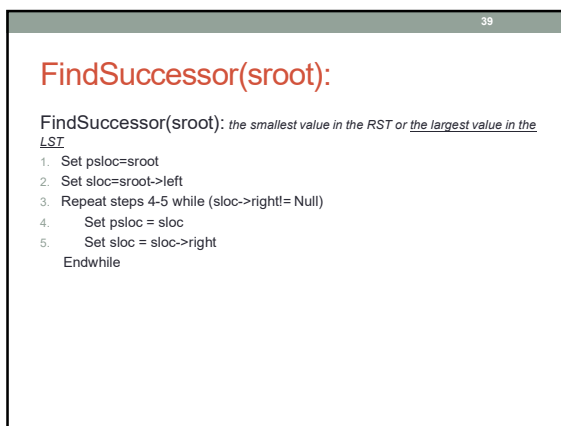 39
FindSuccessor(sroot):
FindSuccessor(sroot): the smallest value in the RST or the largest value in the
LST
1. Set psloc=sroot
2. Set sloc=sroot->left
3. Repeat steps 4-5 while (sloc->right!= Null)
4. Set psloc = sloc
5. Set sloc = sloc->right
Endwhile